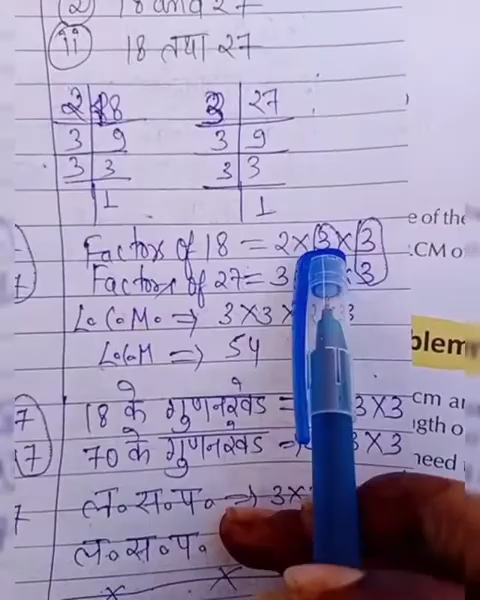 ② 18 and 27
ii 18 तथा 27
2 18 3 27
3 9 3 9
3 3 3 3
1 1
Factors of 18 = 2×3×3
Factors of 27 = 3 ×3
L.C.M. => 3×3
L.C.M => 54
18 के गुणनखंड = 3×3
70 के गुणनखंड => 3×3
ल.स.प. => 3×
ल.स.प.
e of the
CM o
blem
cm a
gth o
need